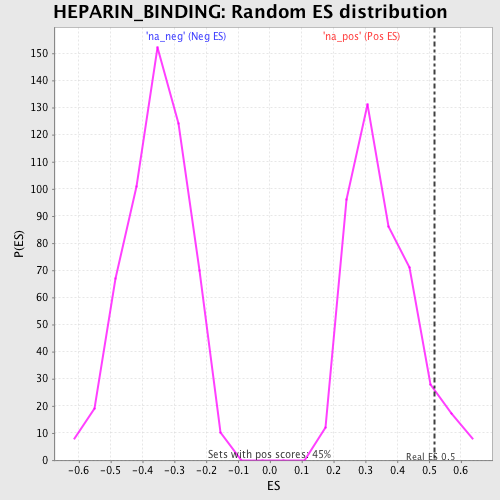 HEPARIN_BINDING: Random ES distribution
'na_neg' (Neg ES) 'na_pos' (Pos ES)
150
140
130
120
110
100
90
80
70
60
50
40
30
20
10
0
P(ES)
Sets with pos scores: 45%
Real ES 0.5
-0.6 -0.5 -0.4 -0.3 -0.2 -0.1 0.0 0.1 0.2 0.3 0.4 0.5 0.6
ES